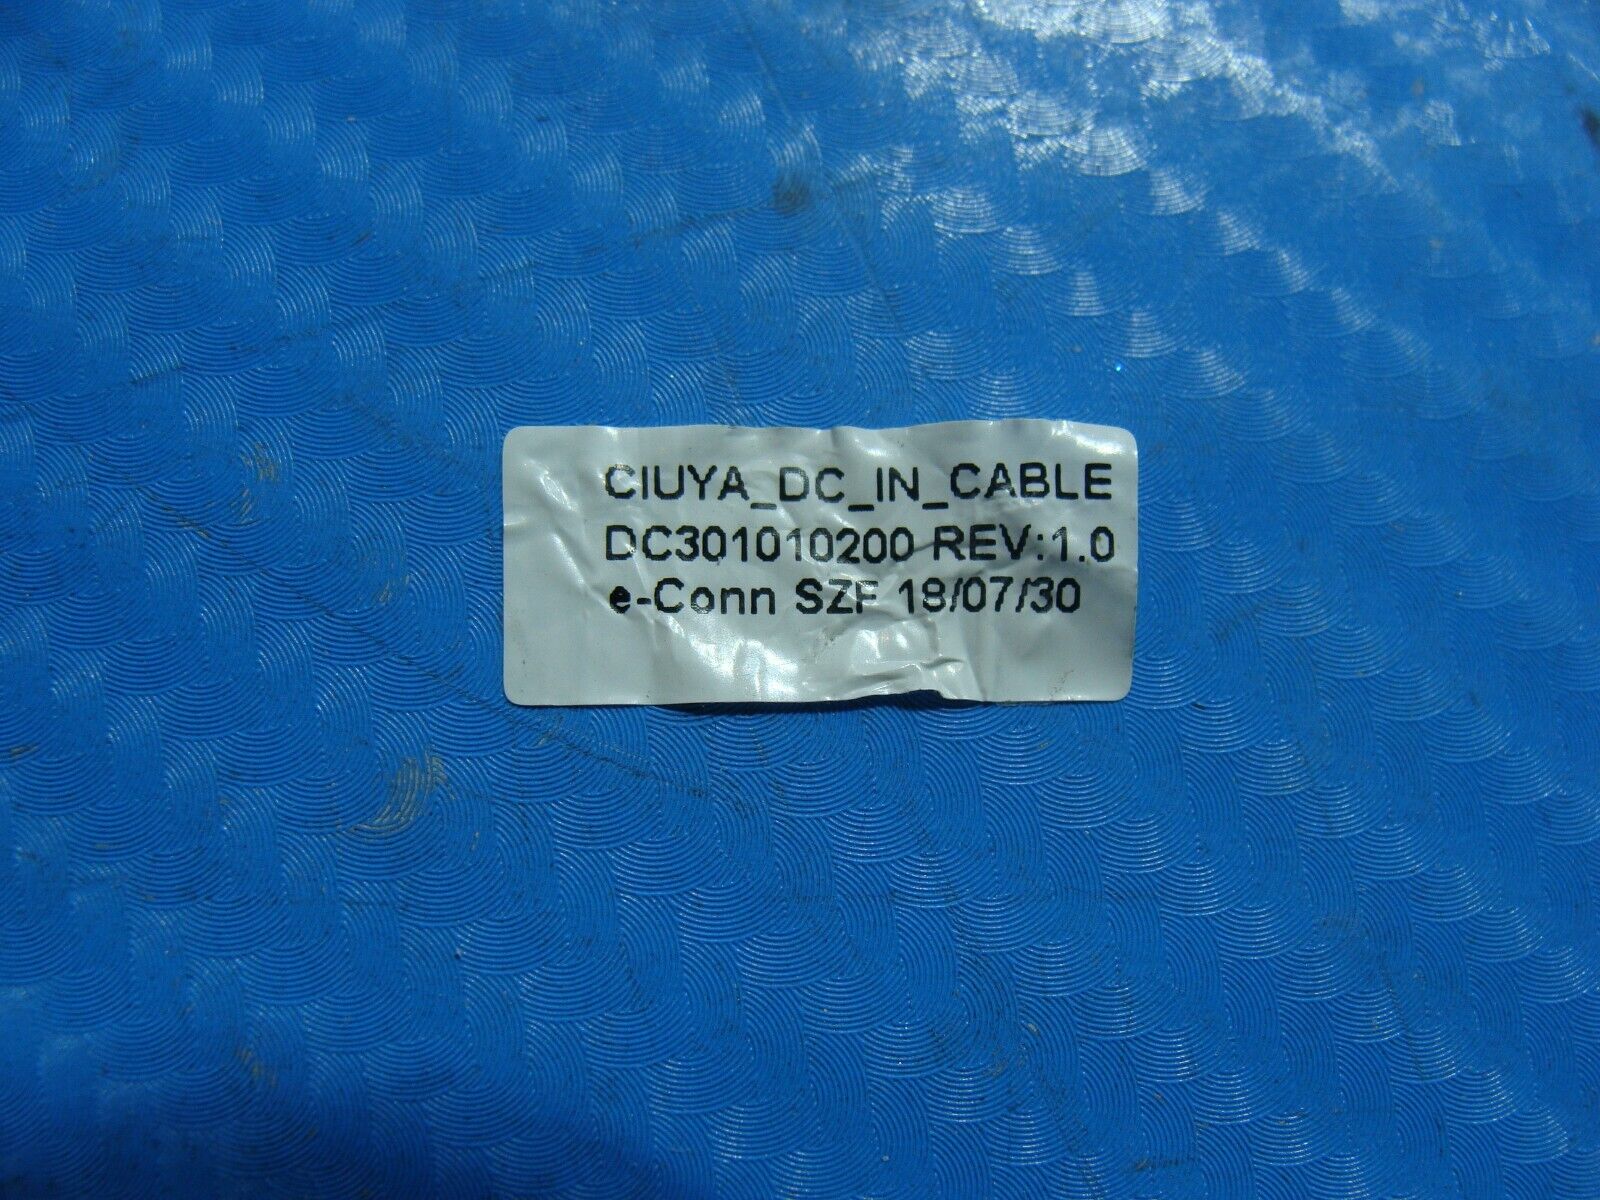 CIUYA_DC_IN_CABLE
DC301010200 REV:1.0
e-Conn SZF 18/07/30